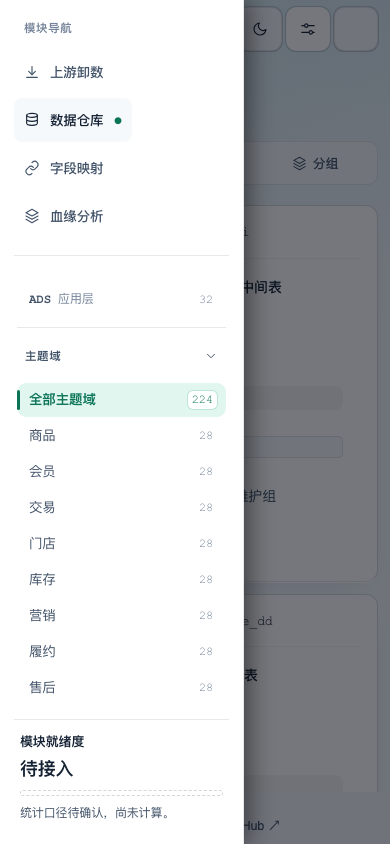 模块导航
上游卸数
数据仓库
字段映射
血缘分析
分组
ADS 应用层 32
中间表
主题域
全部主题域 224
商品 28
会员 28
交易 28
护组
门店 28
库存 28
营销 28
e_dd
履约 28
表
售后 28
模块就绪度
待接入
统计口径待确认，尚未计算。
Hub ↗